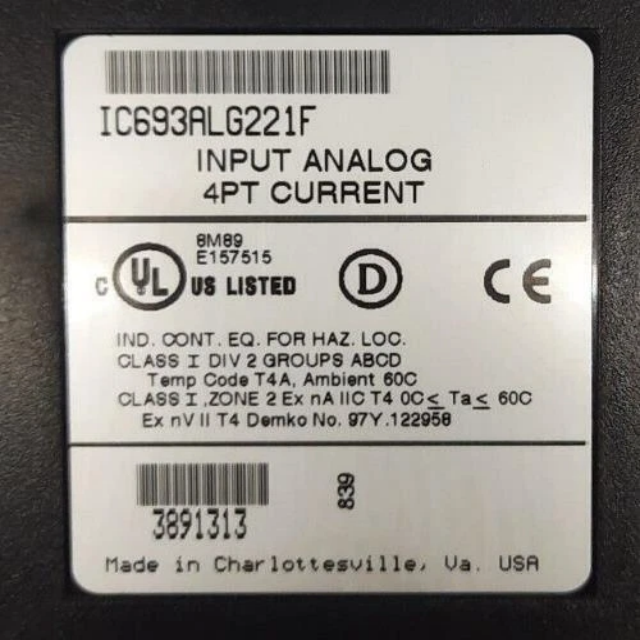 IC693ALG221F
INPUT ANALOG
4PT CURRENT
8M89
E157515
C UL US LISTED
D
CE
IND. CONT. EQ. FOR HAZ. LOC.
CLASS I DIV 2 GROUPS ABCD
Temp Code T4A, Ambient 60C
CLASS I ,ZONE 2 Ex nA IIC T4 0C ≤ Ta ≤ 60C
Ex nV II T4 Demko No. 97Y.122958
839
3891313
Made in Charlottesville, Va. USA